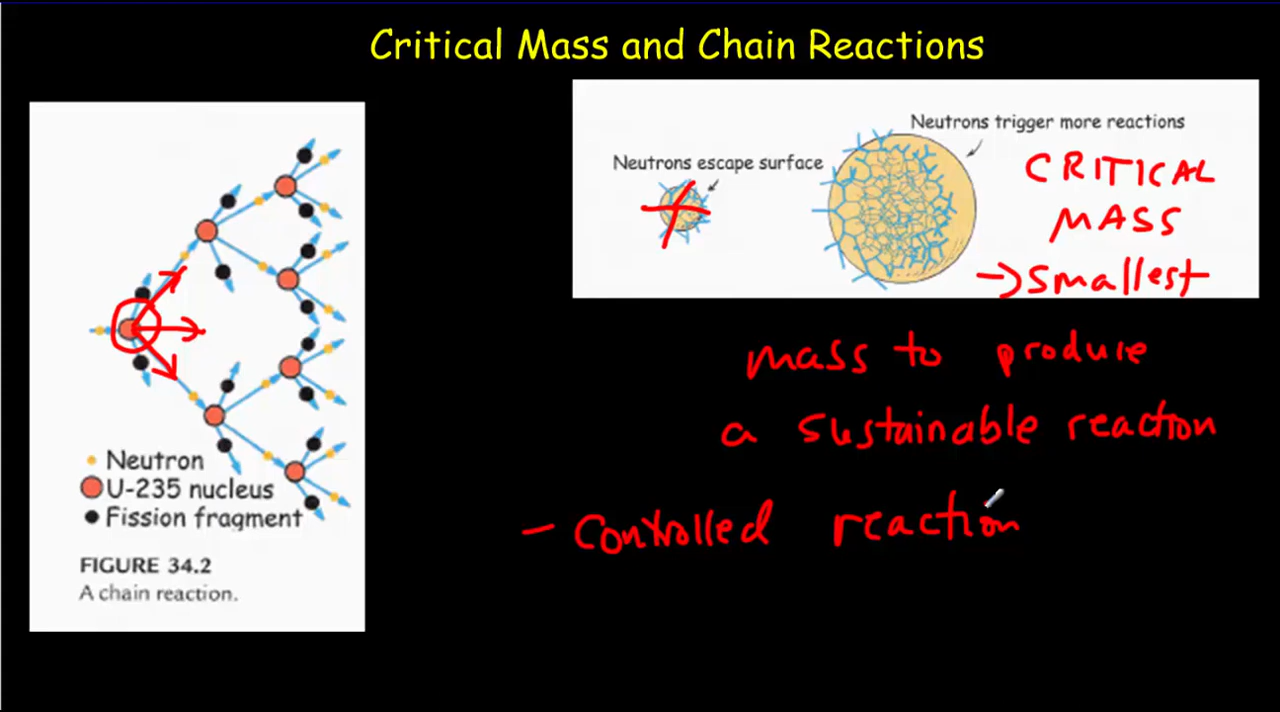 Critical Mass and Chain Reactions
Neutron
U-235 nucleus
Fission fragment
FIGURE 34.2
A chain reaction.
Neutrons escape surface
Neutrons trigger more reactions
CRITICAL
MASS
→ Smallest
mass to produce
a sustainable reaction
- Controlled reaction